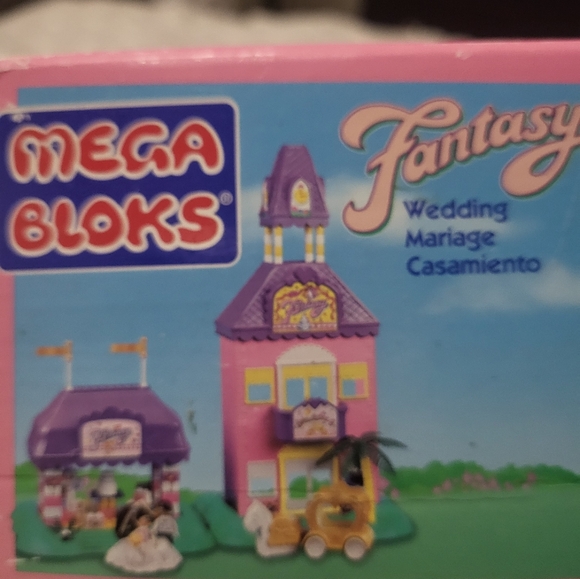 MEGA
BLOKS®
Fantasy
Wedding
Mariage
Casamiento